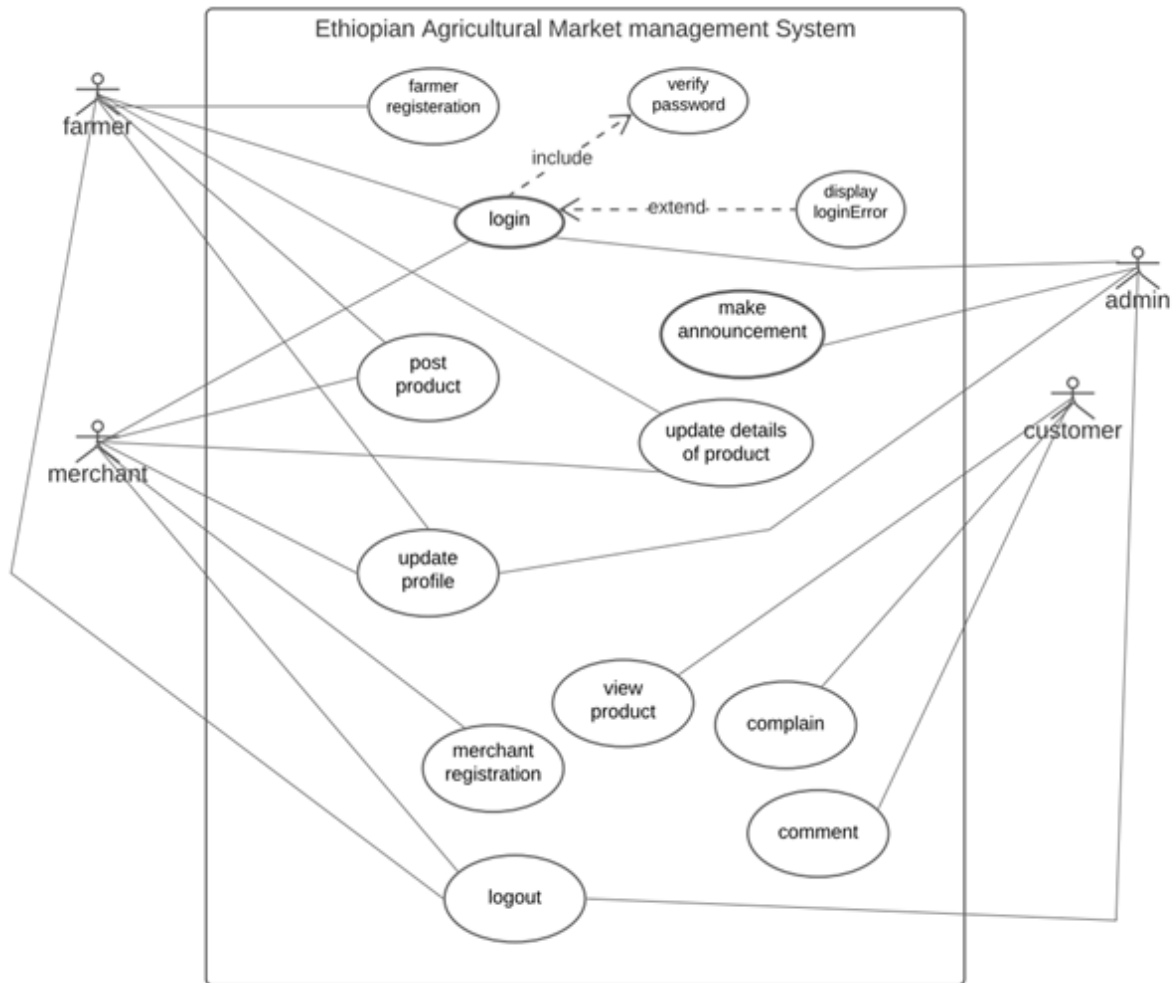 Ethiopian Agricultural Market management System
farmer
registeration
verify
password
farmer
include
display
loginError
extend
login
admin
make
announcement
post
product
customer
update details
of product
merchant
update
profile
view
product
complain
merchant
registration
comment
logout